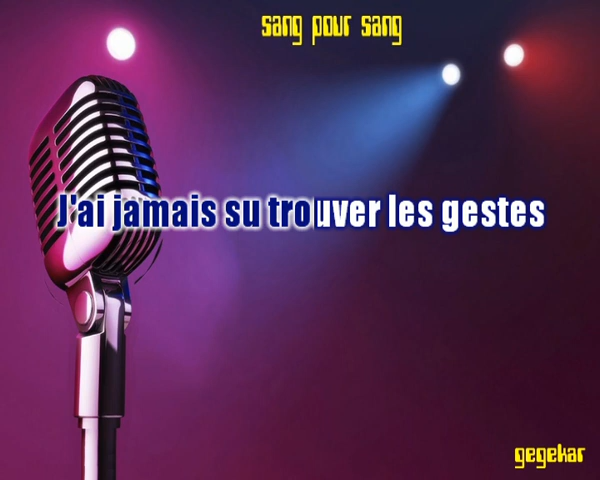 sang pour sang
J'ai jamais su trouver les gestes
gegekar